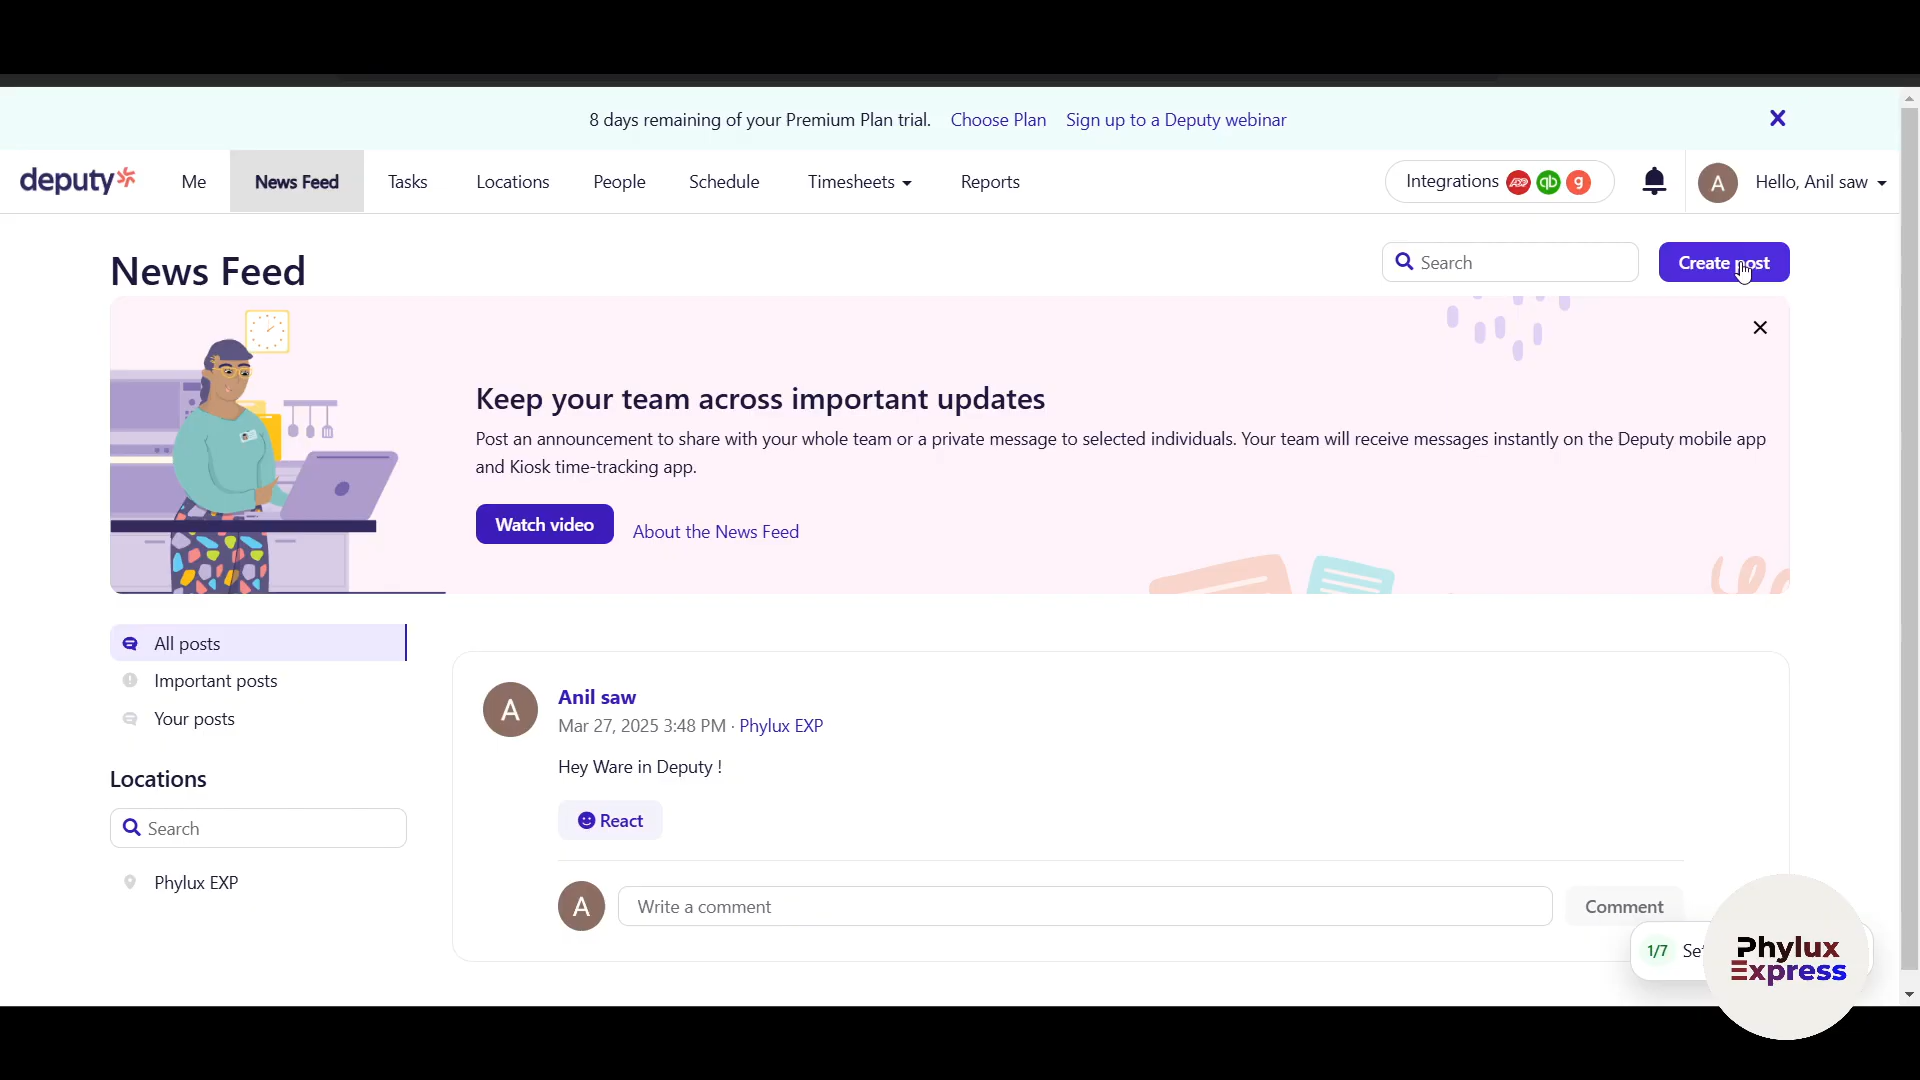 8 days remaining of your Premium Plan trial. Choose Plan Sign up to a Deputy webinar
deputy Me News Feed Tasks Locations People Schedule Timesheets Reports Integrations ADP qb g A Hello, Anil saw
News Feed Search Create post
Keep your team across important updates
Post an announcement to share with your whole team or a private message to selected individuals. Your team will receive messages instantly on the Deputy mobile app
and Kiosk time-tracking app.
Watch video About the News Feed
All posts
Important posts
Your posts
Locations
Search
Phylux EXP
A Anil saw
Mar 27, 2025 3:48 PM · Phylux EXP
Hey Ware in Deputy !
React
A Write a comment Comment
1/7
Phylux
Express